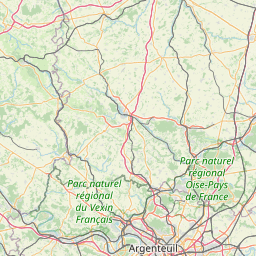 Parc naturel
régional
Oise-Pays
de France
Parc naturel
régional
du Vexin
Français
Argenteuil